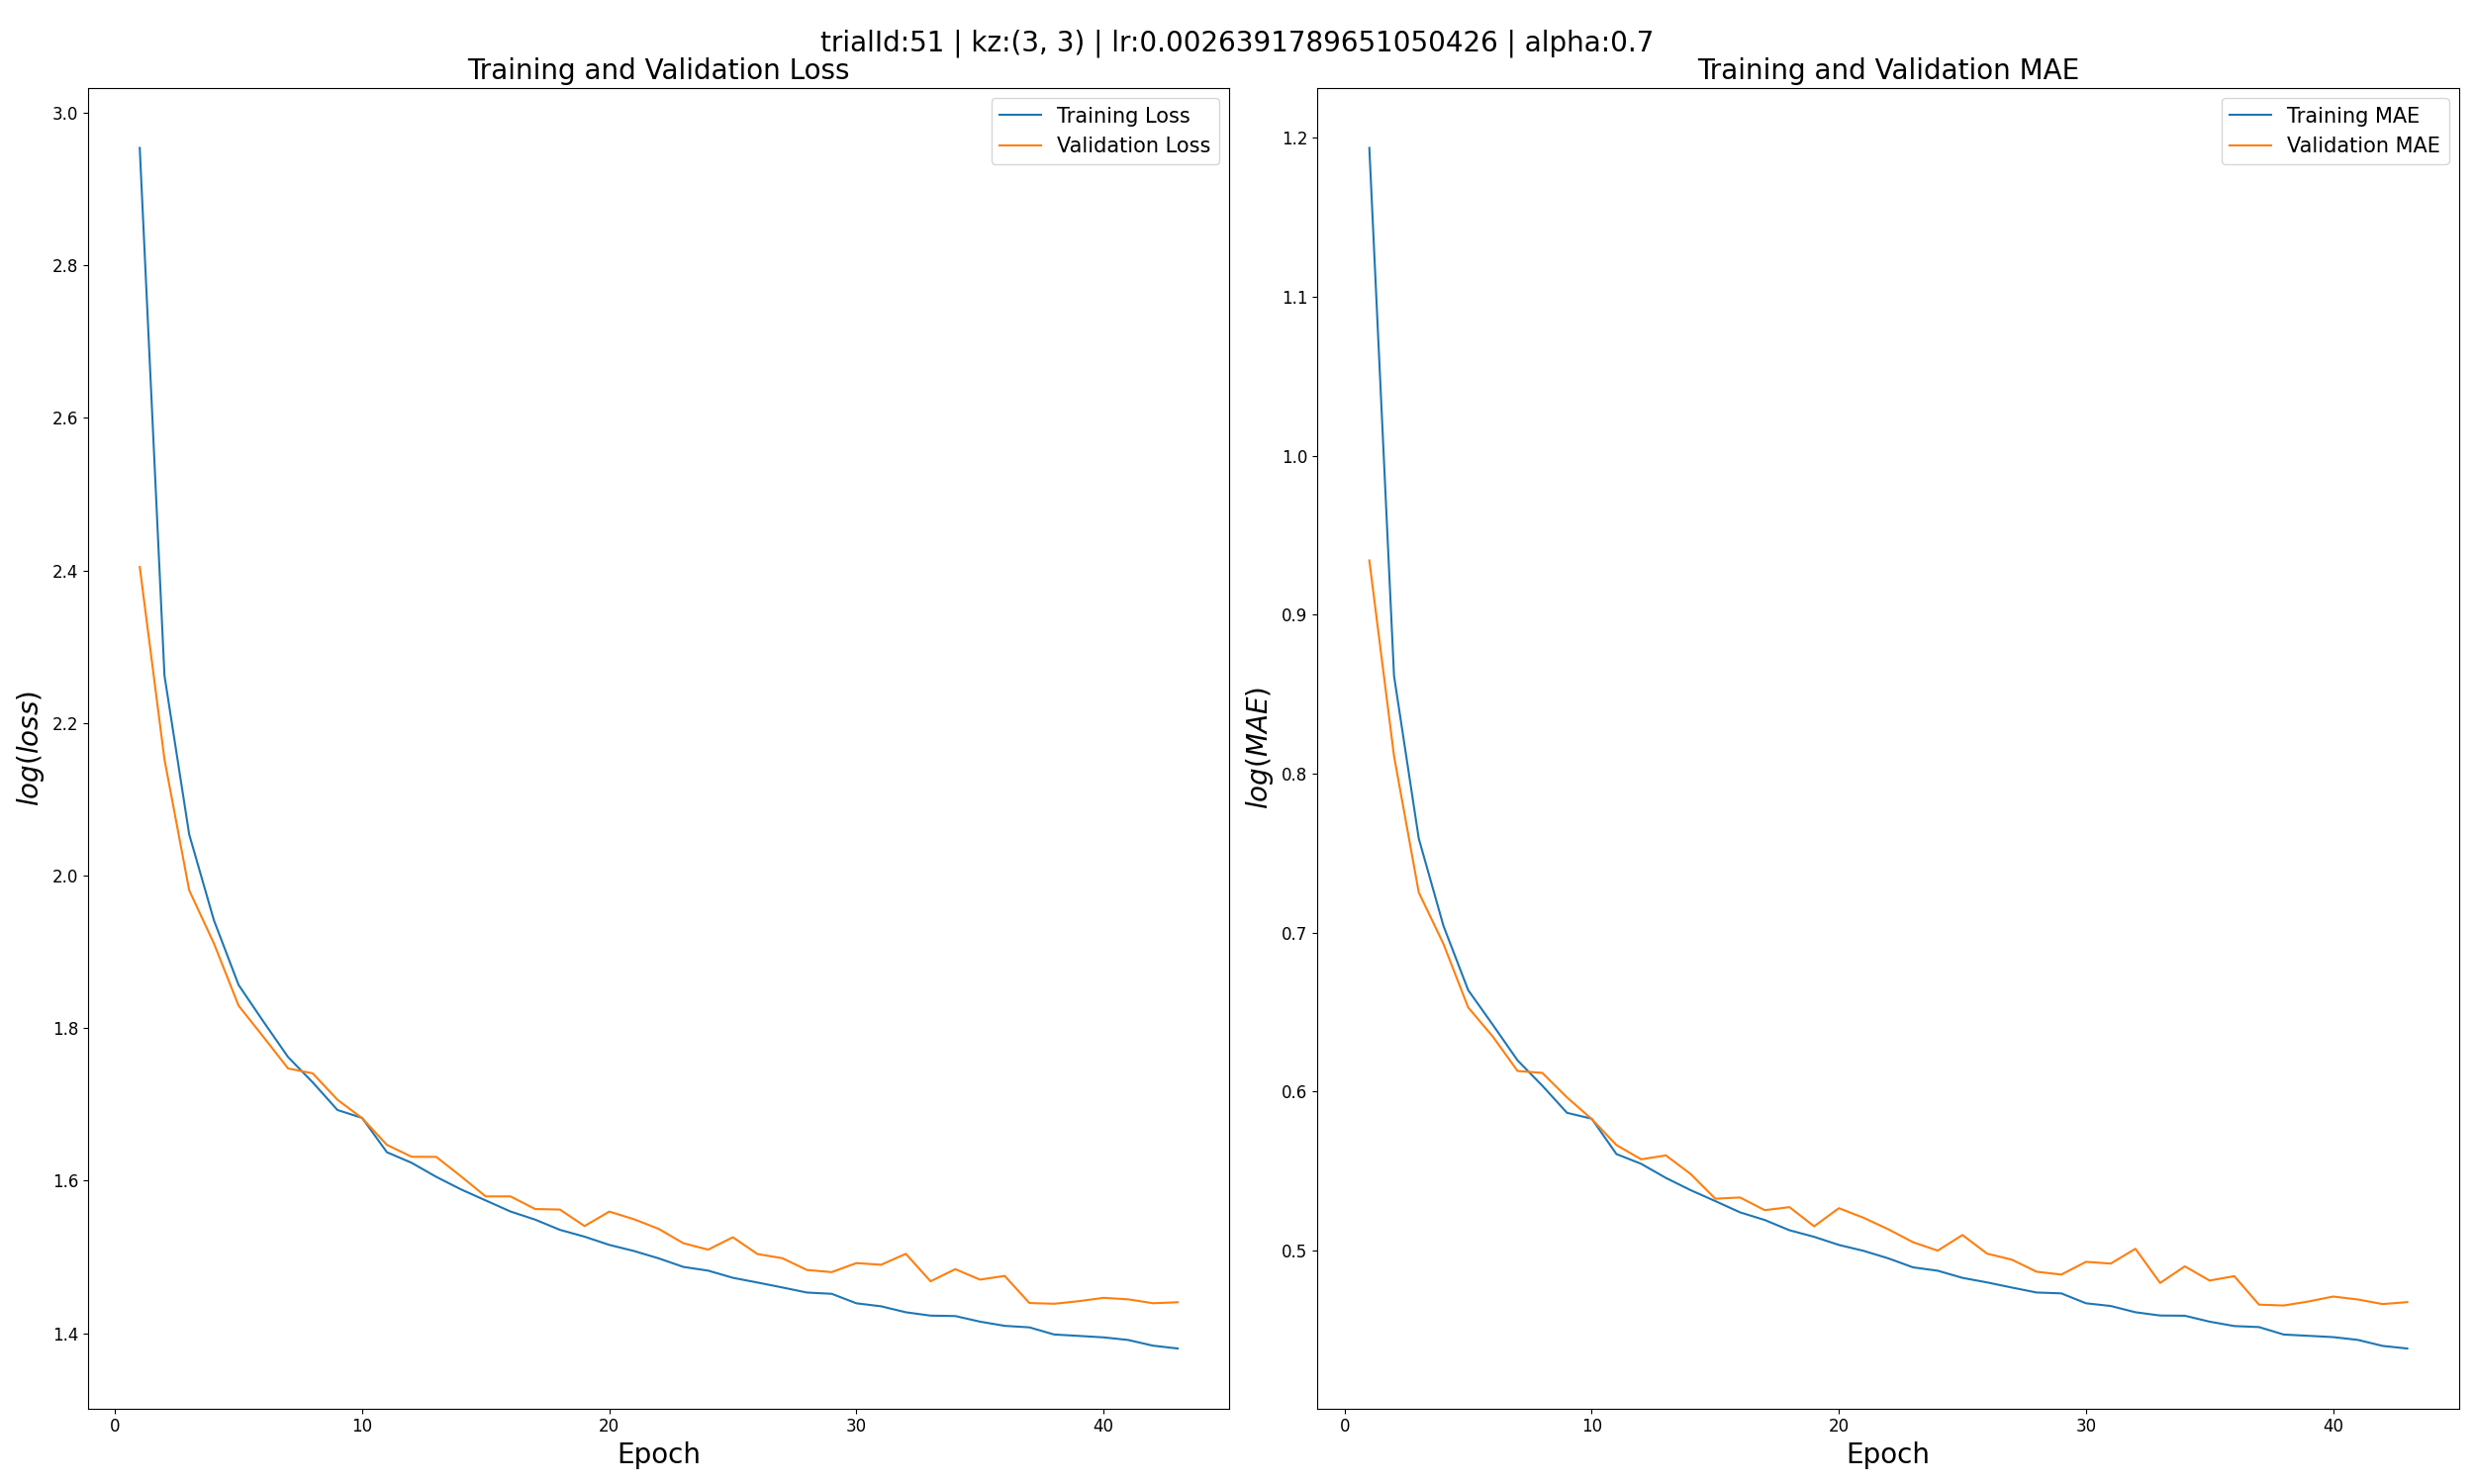 trialId:51 | kz:(3, 3) | lr:0.0026391789651050426 | alpha:0.7
Training and Validation Loss
Training Loss
Validation Loss
3.0
2.8
2.6
2.4
2.2
2.0
1.8
1.6
1.4
log(loss)
0
10
20
30
40
Epoch
Training and Validation MAE
Training MAE
Validation MAE
1.2
1.1
1.0
0.9
0.8
0.7
0.6
0.5
log(MAE)
0
10
20
30
40
Epoch